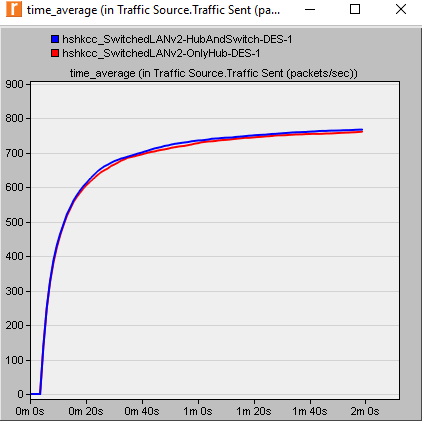 time_average (in Traffic Source.Traffic Sent (pa...
hshkcc_SwitchedLANv2-HubAndSwitch-DES-1
hshkcc_SwitchedLANv2-OnlyHub-DES-1
time_average (in Traffic Source.Traffic Sent (packets/sec))
900
800
700
600
500
400
300
200
100
0
0m 0s 0m 20s 0m 40s 1m 0s 1m 20s 1m 40s 2m 0s